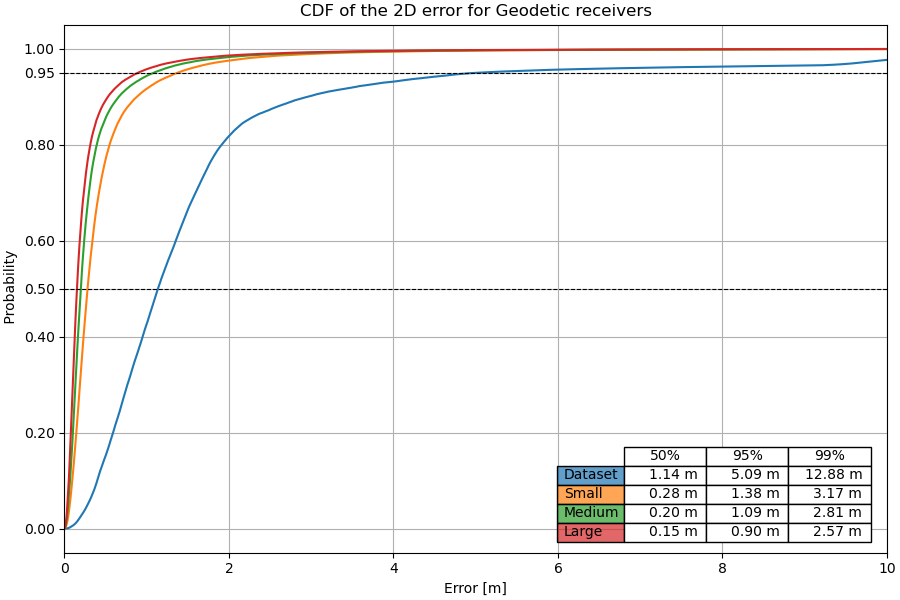 CDF of the 2D error for Geodetic receivers
Probability
1.00
0.95
0.80
0.60
0.50
0.40
0.20
0.00
50% 95% 99%
Dataset 1.14 m 5.09 m 12.88 m
Small 0.28 m 1.38 m 3.17 m
Medium 0.20 m 1.09 m 2.81 m
Large 0.15 m 0.90 m 2.57 m
0 2 4 6 8 10
Error [m]